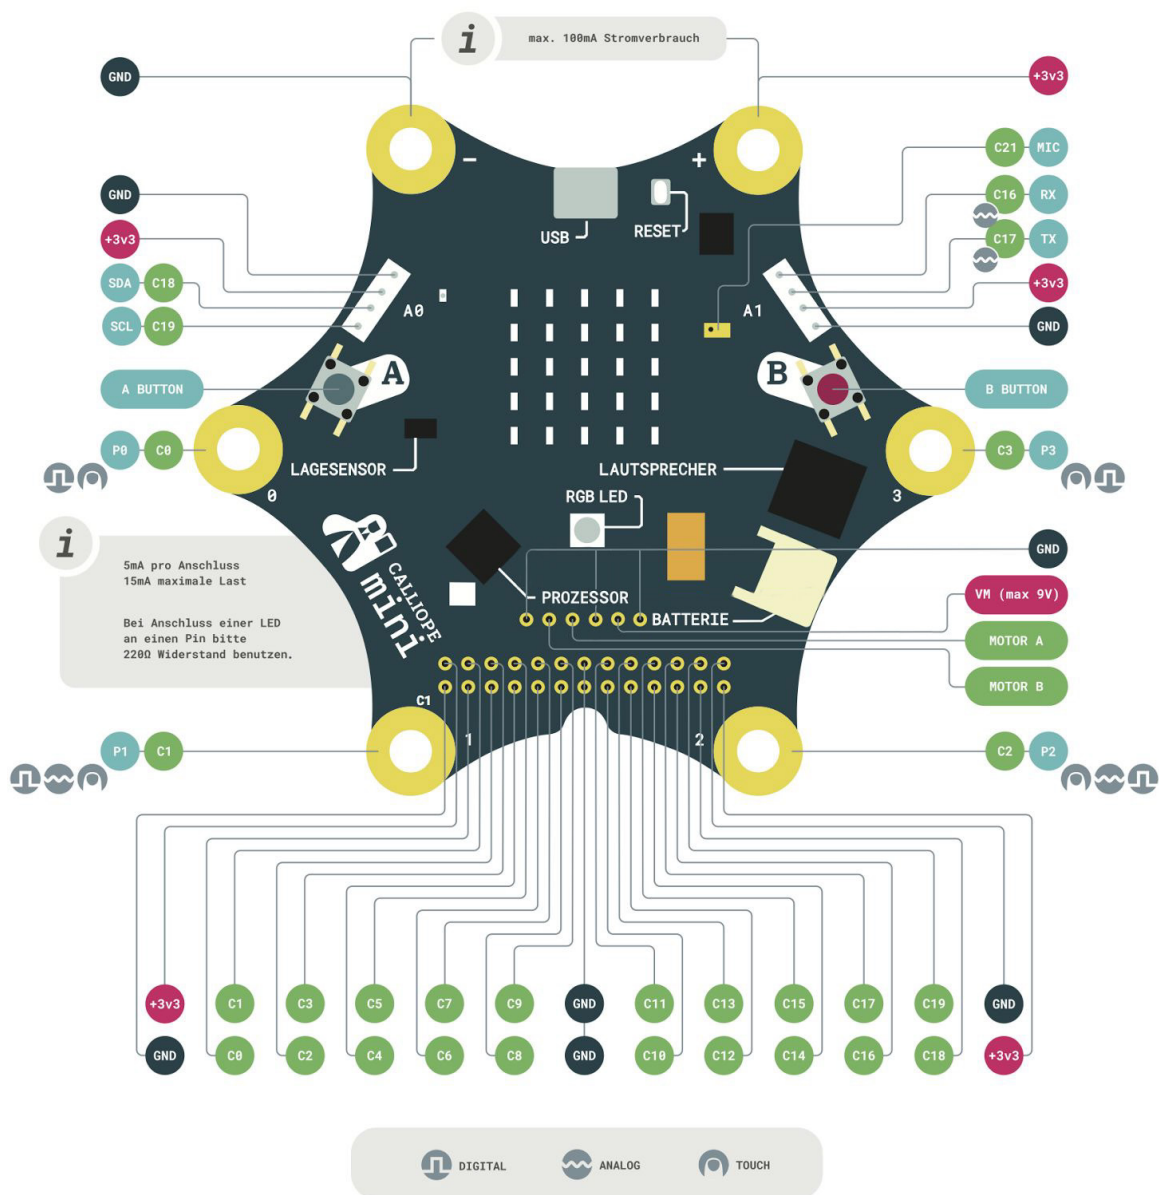 i max. 100mA Stromverbrauch
GND
+3v3
− +
C21 MIC
GND
C16 RX
USB
RESET
+3v3
C17 TX
SDA C18
+3v3
A0
A1
SCL C19
GND
A BUTTON
A
B
B BUTTON
P0 C0
C3 P3
LAGESENSOR
LAUTSPRECHER
0
RGB LED
3
i
5mA pro Anschluss
15mA maximale Last
Bei Anschluss einer LED
an einen Pin bitte
220Ω Widerstand benutzen.
CALLIOPE
mini
GND
PROZESSOR
VM (max 9V)
BATTERIE
MOTOR A
MOTOR B
C1
1
2
P1 C1
C2 P2
+3v3 C1 C3 C5 C7 C9 GND C11 C13 C15 C17 C19 GND
GND C0 C2 C4 C6 C8 GND C10 C12 C14 C16 C18 +3v3
DIGITAL ANALOG TOUCH